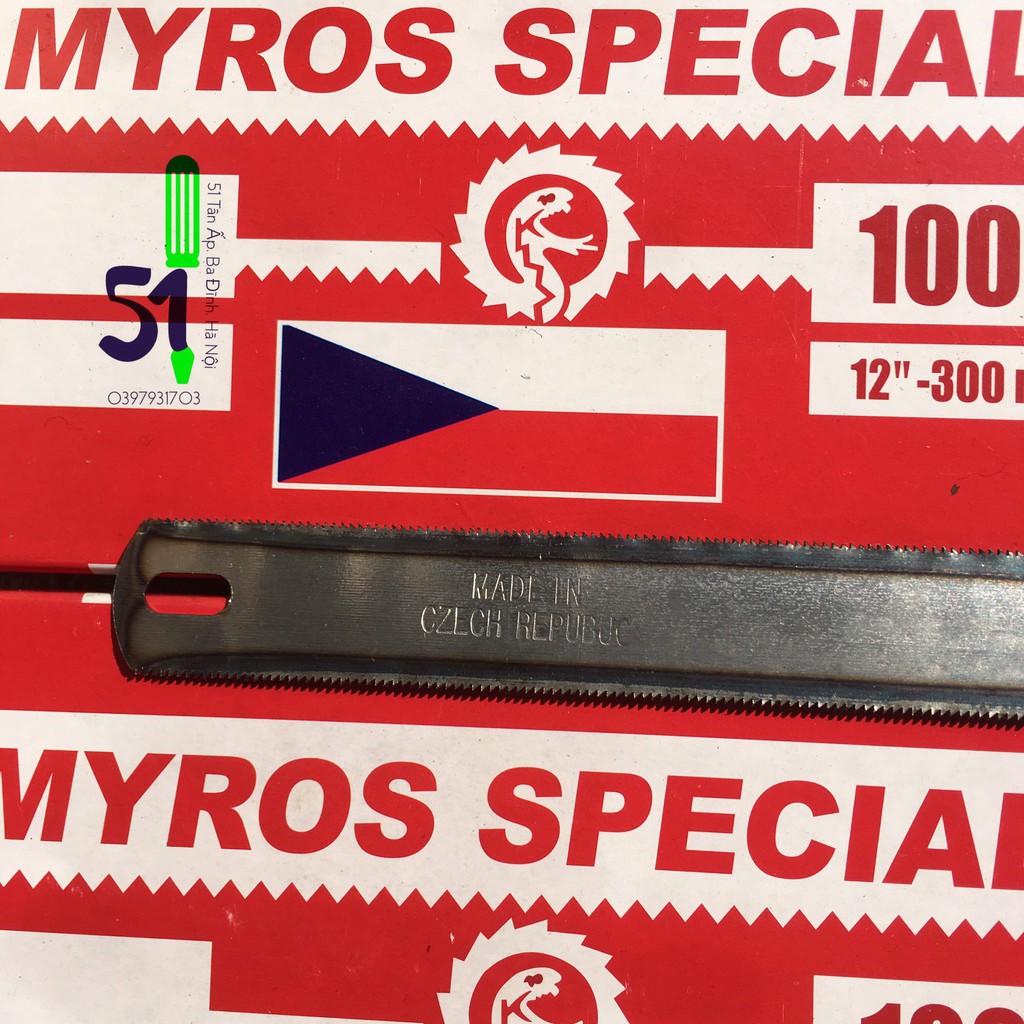 MYROS SPECIAL
51 Tân Ấp, Ba Đình, Hà Nội
51
0397931703
100
12"-300
MADE IN
CZECH REPUBLIC
MYROS SPECIAL
100